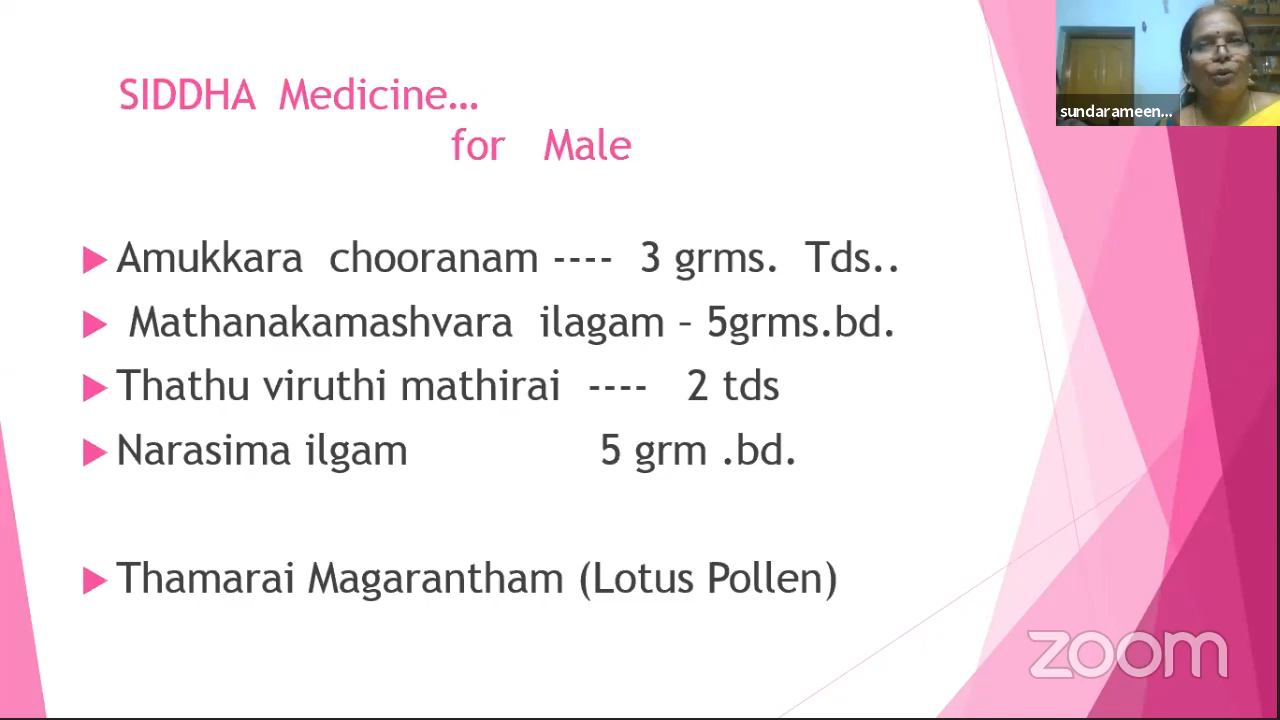 SIDDHA Medicine...
for Male
Amukkara chooranam ---- 3 grms. Tds..
Mathanakamashvara ilagam – 5grms.bd.
Thathu viruthi mathirai ---- 2 tds
Narasima ilgam 5 grm .bd.
Thamarai Magarantham (Lotus Pollen)
sundarameen...
zoom